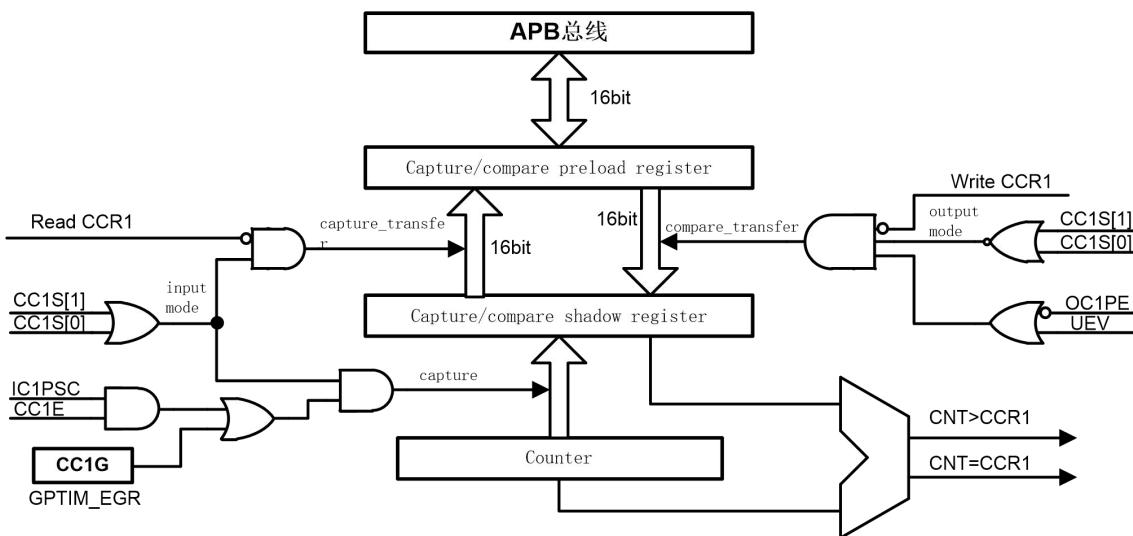 APB总线
16bit
Capture/compare preload register
Write CCR1
Read CCR1
capture_transfe
r
16bit
16bit
compare_transfer
output
mode
CC1S[1]
CC1S[0]
CC1S[1]
CC1S[0]
input
mode
Capture/compare shadow register
OC1PE
UEV
IC1PSC
CC1E
capture
CC1G
GPTIM_EGR
Counter
CNT>CCR1
CNT=CCR1